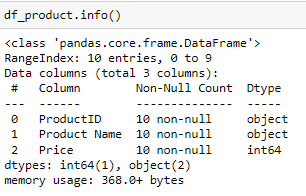 df_product.info()
<class 'pandas.core.frame.DataFrame'>
RangeIndex: 10 entries, 0 to 9
Data columns (total 3 columns):
 #   Column        Non-Null Count  Dtype
---  ------        --------------  -----
 0   ProductID     10 non-null     object
 1   Product Name  10 non-null     object
 2   Price         10 non-null     int64
dtypes: int64(1), object(2)
memory usage: 368.0+ bytes